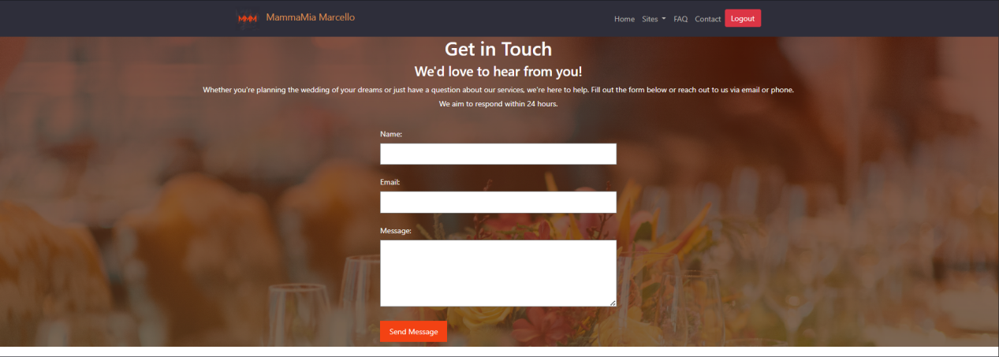 MMM MammaMia Marcello Home Sites FAQ Contact Logout
Get in Touch
We'd love to hear from you!
Whether you're planning the wedding of your dreams or just have a question about our services, we're here to help. Fill out the form below or reach out to us via email or phone.
We aim to respond within 24 hours.
Name:
Email:
Message:
Send Message